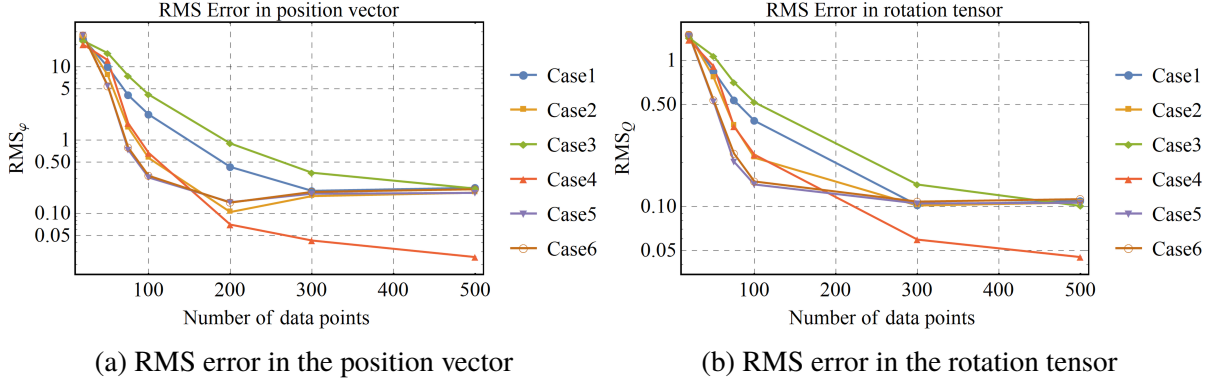 RMS Error in position vector
10
5
1
0.50
0.10
0.05
RMSφ
100
200
300
400
500
Number of data points
Case1
Case2
Case3
Case4
Case5
Case6
(a) RMS error in the position vector
RMS Error in rotation tensor
1
0.50
0.10
0.05
RMSQ
100
200
300
400
500
Number of data points
Case1
Case2
Case3
Case4
Case5
Case6
(b) RMS error in the rotation tensor